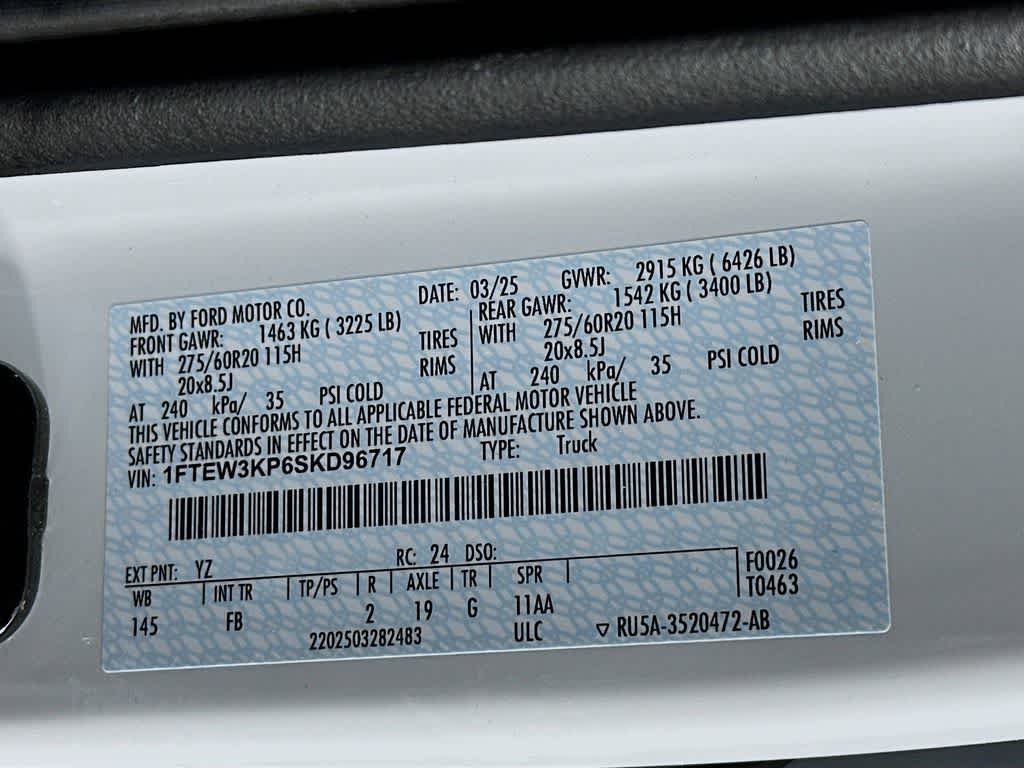 MFD. BY FORD MOTOR CO. DATE: 03/25 GVWR: 2915 KG ( 6426 LB)
FRONT GAWR: 1463 KG ( 3225 LB) REAR GAWR: 1542 KG ( 3400 LB)
WITH 275/60R20 115H TIRES WITH 275/60R20 115H TIRES
20x8.5J RIMS 20x8.5J RIMS
AT 240 kPa/ 35 PSI COLD AT 240 kPa/ 35 PSI COLD
THIS VEHICLE CONFORMS TO ALL APPLICABLE FEDERAL MOTOR VEHICLE
SAFETY STANDARDS IN EFFECT ON THE DATE OF MANUFACTURE SHOWN ABOVE.
VIN: 1FTEW3KP6SKD96717 TYPE: Truck
EXT PNT: YZ RC: 24 DSO: F0026
WB INT TR TP/PS R AXLE TR SPR T0463
145 FB 2 19 G 11AA
2202503282483 ULC ▽ RU5A-3520472-AB